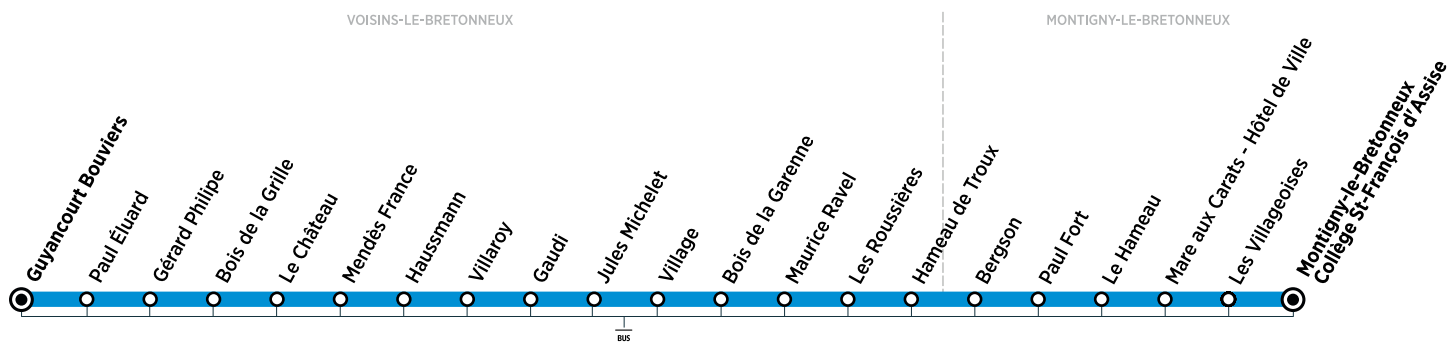 VOISINS-LE-BRETONNEUX
MONTIGNY-LE-BRETONNEUX
Guyancourt Bouviers
Paul Éluard
Gérard Philipe
Bois de la Grille
Le Château
Mendès France
Haussmann
Villaroy
Gaudi
Jules Michelet
Village
Bois de la Garenne
Maurice Ravel
Les Roussières
Hameau de Troux
Bergson
Paul Fort
Le Hameau
Mare aux Carats - Hôtel de Ville
Les Villageoises
Montigny-le-Bretonneux
Collège St-François d'Assise
BUS